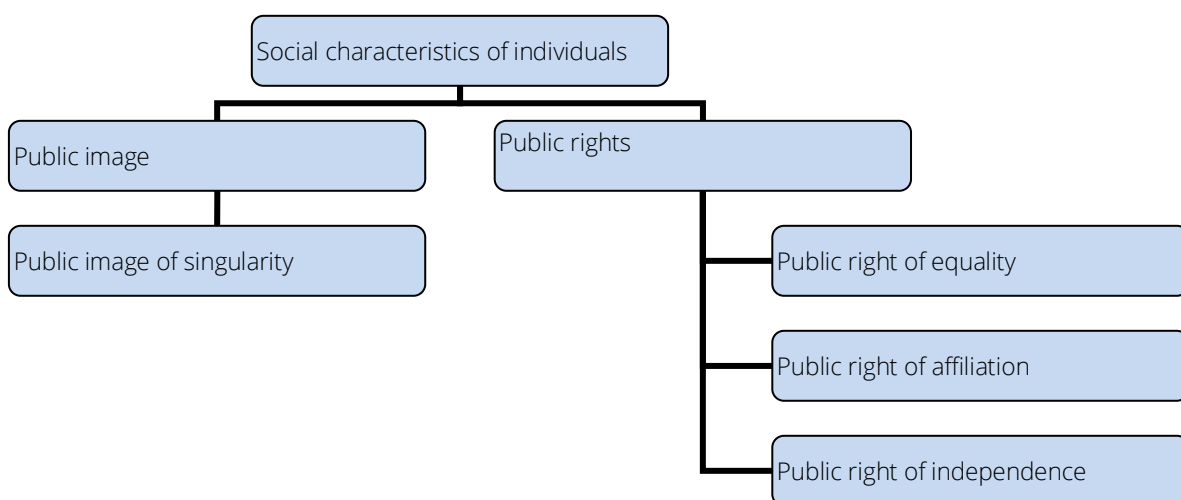 Social characteristics of individuals
Public image
Public rights
Public image of singularity
Public right of equality
Public right of affiliation
Public right of independence